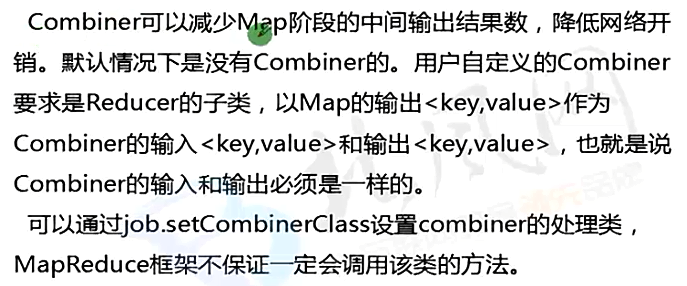 Combiner可以减少Map阶段的中间输出结果数，降低网络开
销。默认情况下是没有Combiner的。用户自定义的Combiner
要求是Reducer的子类，以Map的输出<key,value>作为
Combiner的输入<key,value>和输出<key,value>，也就是说
Combiner的输入和输出必须是一样的。
可以通过job.setCombinerClass设置combiner的处理类，
MapReduce框架不保证一定会调用该类的方法。